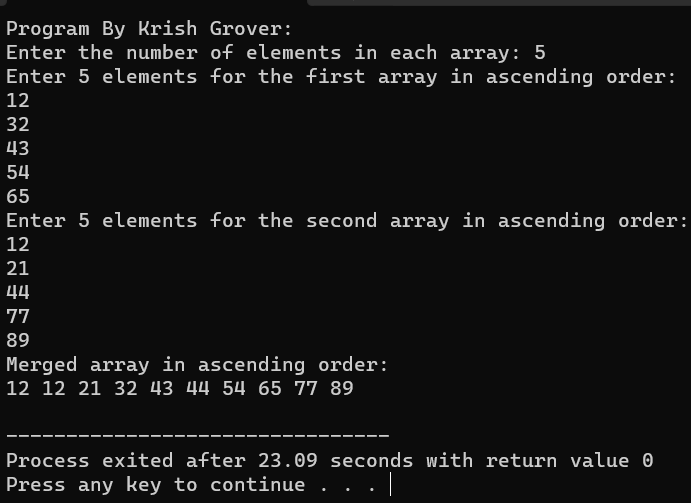 Program By Krish Grover:
Enter the number of elements in each array: 5
Enter 5 elements for the first array in ascending order:
12
32
43
54
65
Enter 5 elements for the second array in ascending order:
12
21
44
77
89
Merged array in ascending order:
12 12 21 32 43 44 54 65 77 89
--------------------------------
Process exited after 23.09 seconds with return value 0
Press any key to continue . . .